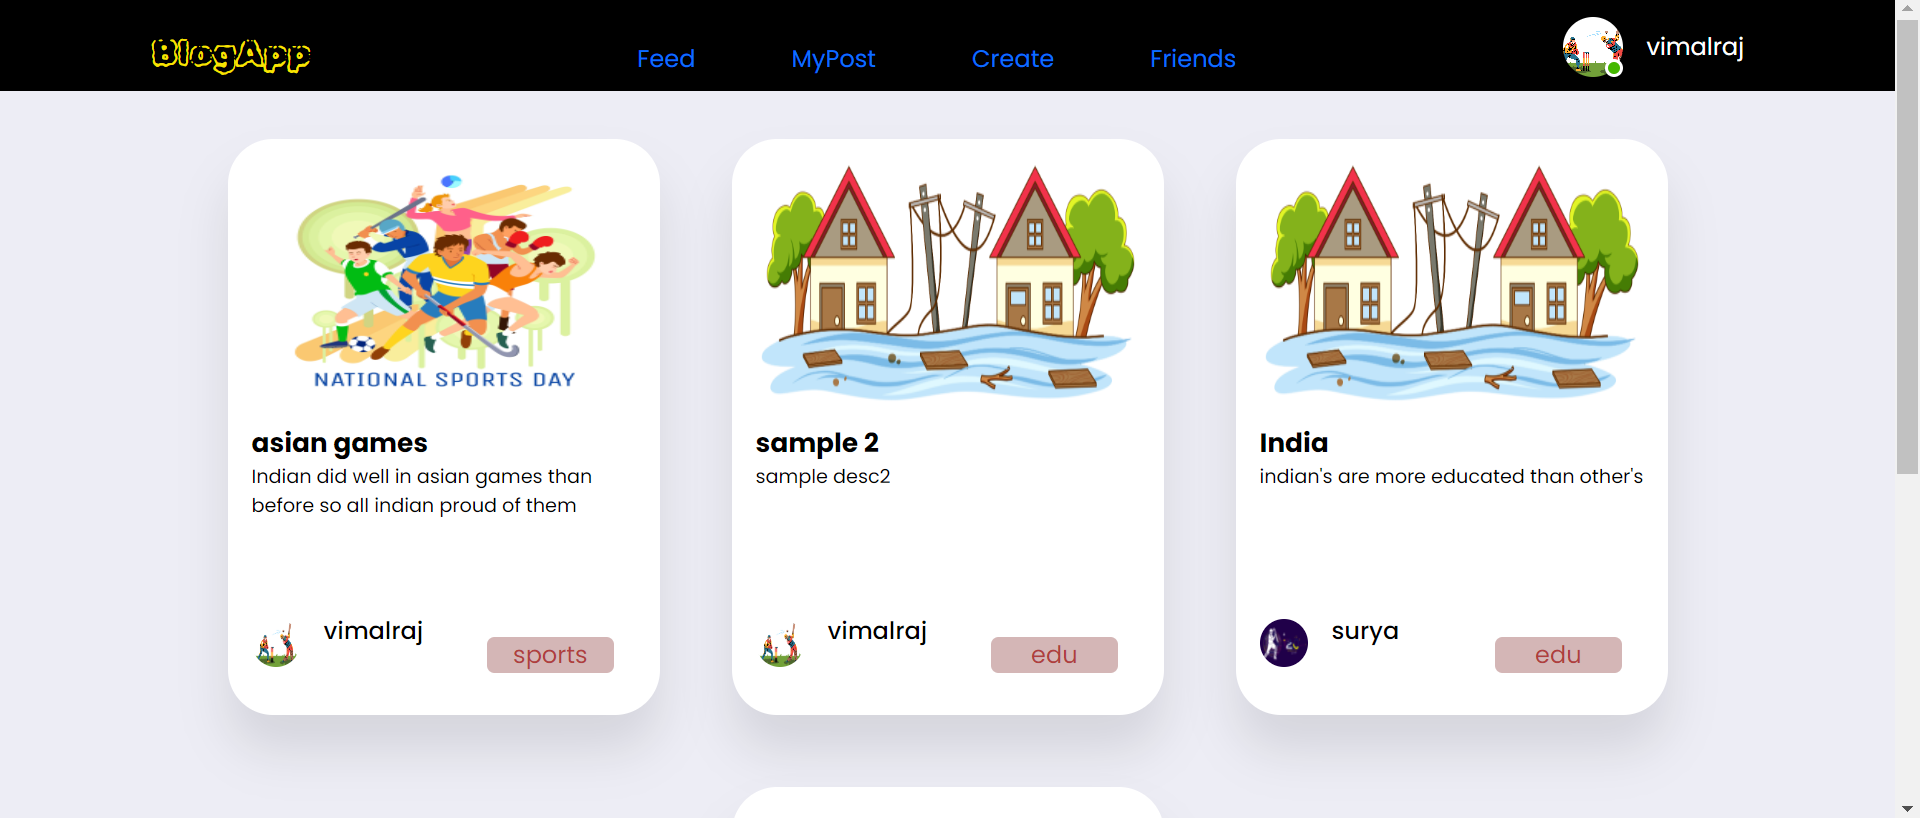 BlogApp
Feed
MyPost
Create
Friends
vimalraj
NATIONAL SPORTS DAY
asian games
Indian did well in asian games than
before so all indian proud of them
vimalraj
sports
sample 2
sample desc2
vimalraj
edu
India
indian's are more educated than other's
surya
edu